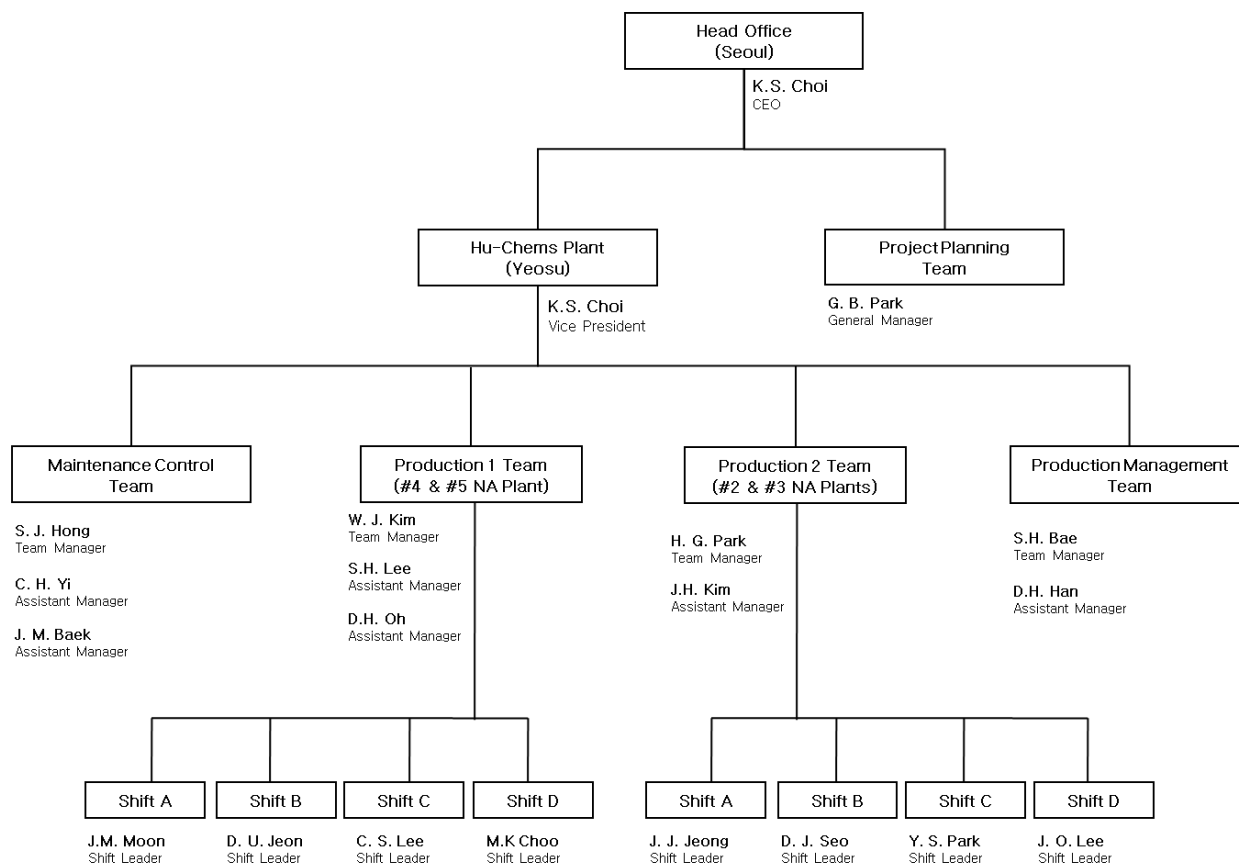 Head Office
(Seoul)
K.S. Choi
CEO
Hu-Chems Plant
(Yeosu)
K.S. Choi
Vice President
Project Planning
Team
G. B. Park
General Manager
Maintenance Control
Team
S. J. Hong
Team Manager
C. H. Yi
Assistant Manager
J. M. Baek
Assistant Manager
Production 1 Team
(#4 & #5 NA Plant)
W. J. Kim
Team Manager
S.H. Lee
Assistant Manager
D.H. Oh
Assistant Manager
Production 2 Team
(#2 & #3 NA Plants)
H. G. Park
Team Manager
J.H. Kim
Assistant Manager
Production Management
Team
S.H. Bae
Team Manager
D.H. Han
Assistant Manager
Shift A
J.M. Moon
Shift Leader
Shift B
D. U. Jeon
Shift Leader
Shift C
C. S. Lee
Shift Leader
Shift D
M.K Choo
Shift Leader
Shift A
J. J. Jeong
Shift Leader
Shift B
D. J. Seo
Shift Leader
Shift C
Y. S. Park
Shift Leader
Shift D
J. O. Lee
Shift Leader